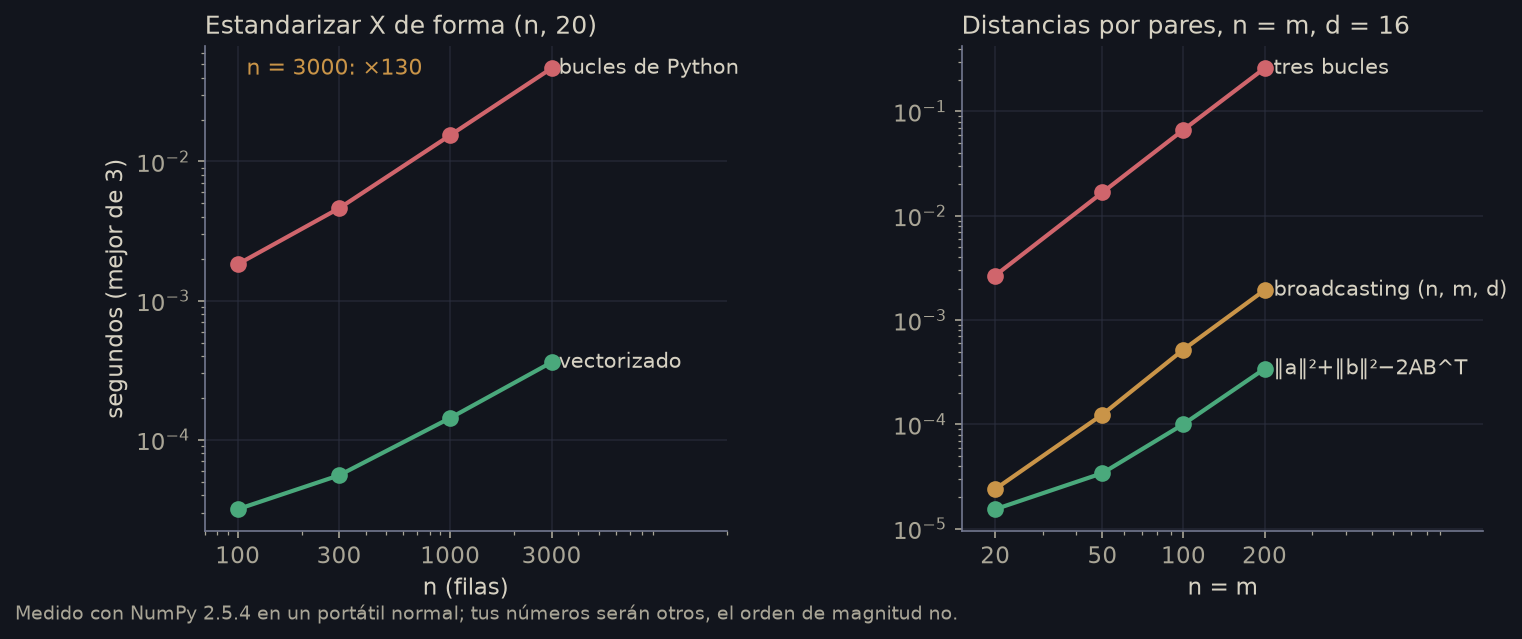 Estandarizar X de forma (n, 20)
n = 3000: ×130
bucles de Python
vectorizado
segundos (mejor de 3)
10⁻²
10⁻³
10⁻⁴
100 300 1000 3000
n (filas)
Distancias por pares, n = m, d = 16
tres bucles
broadcasting (n, m, d)
‖a‖²+‖b‖²−2AB^T
10⁻¹
10⁻²
10⁻³
10⁻⁴
10⁻⁵
20 50 100 200
n = m
Medido con NumPy 2.5.4 en un portátil normal; tus números serán otros, el orden de magnitud no.